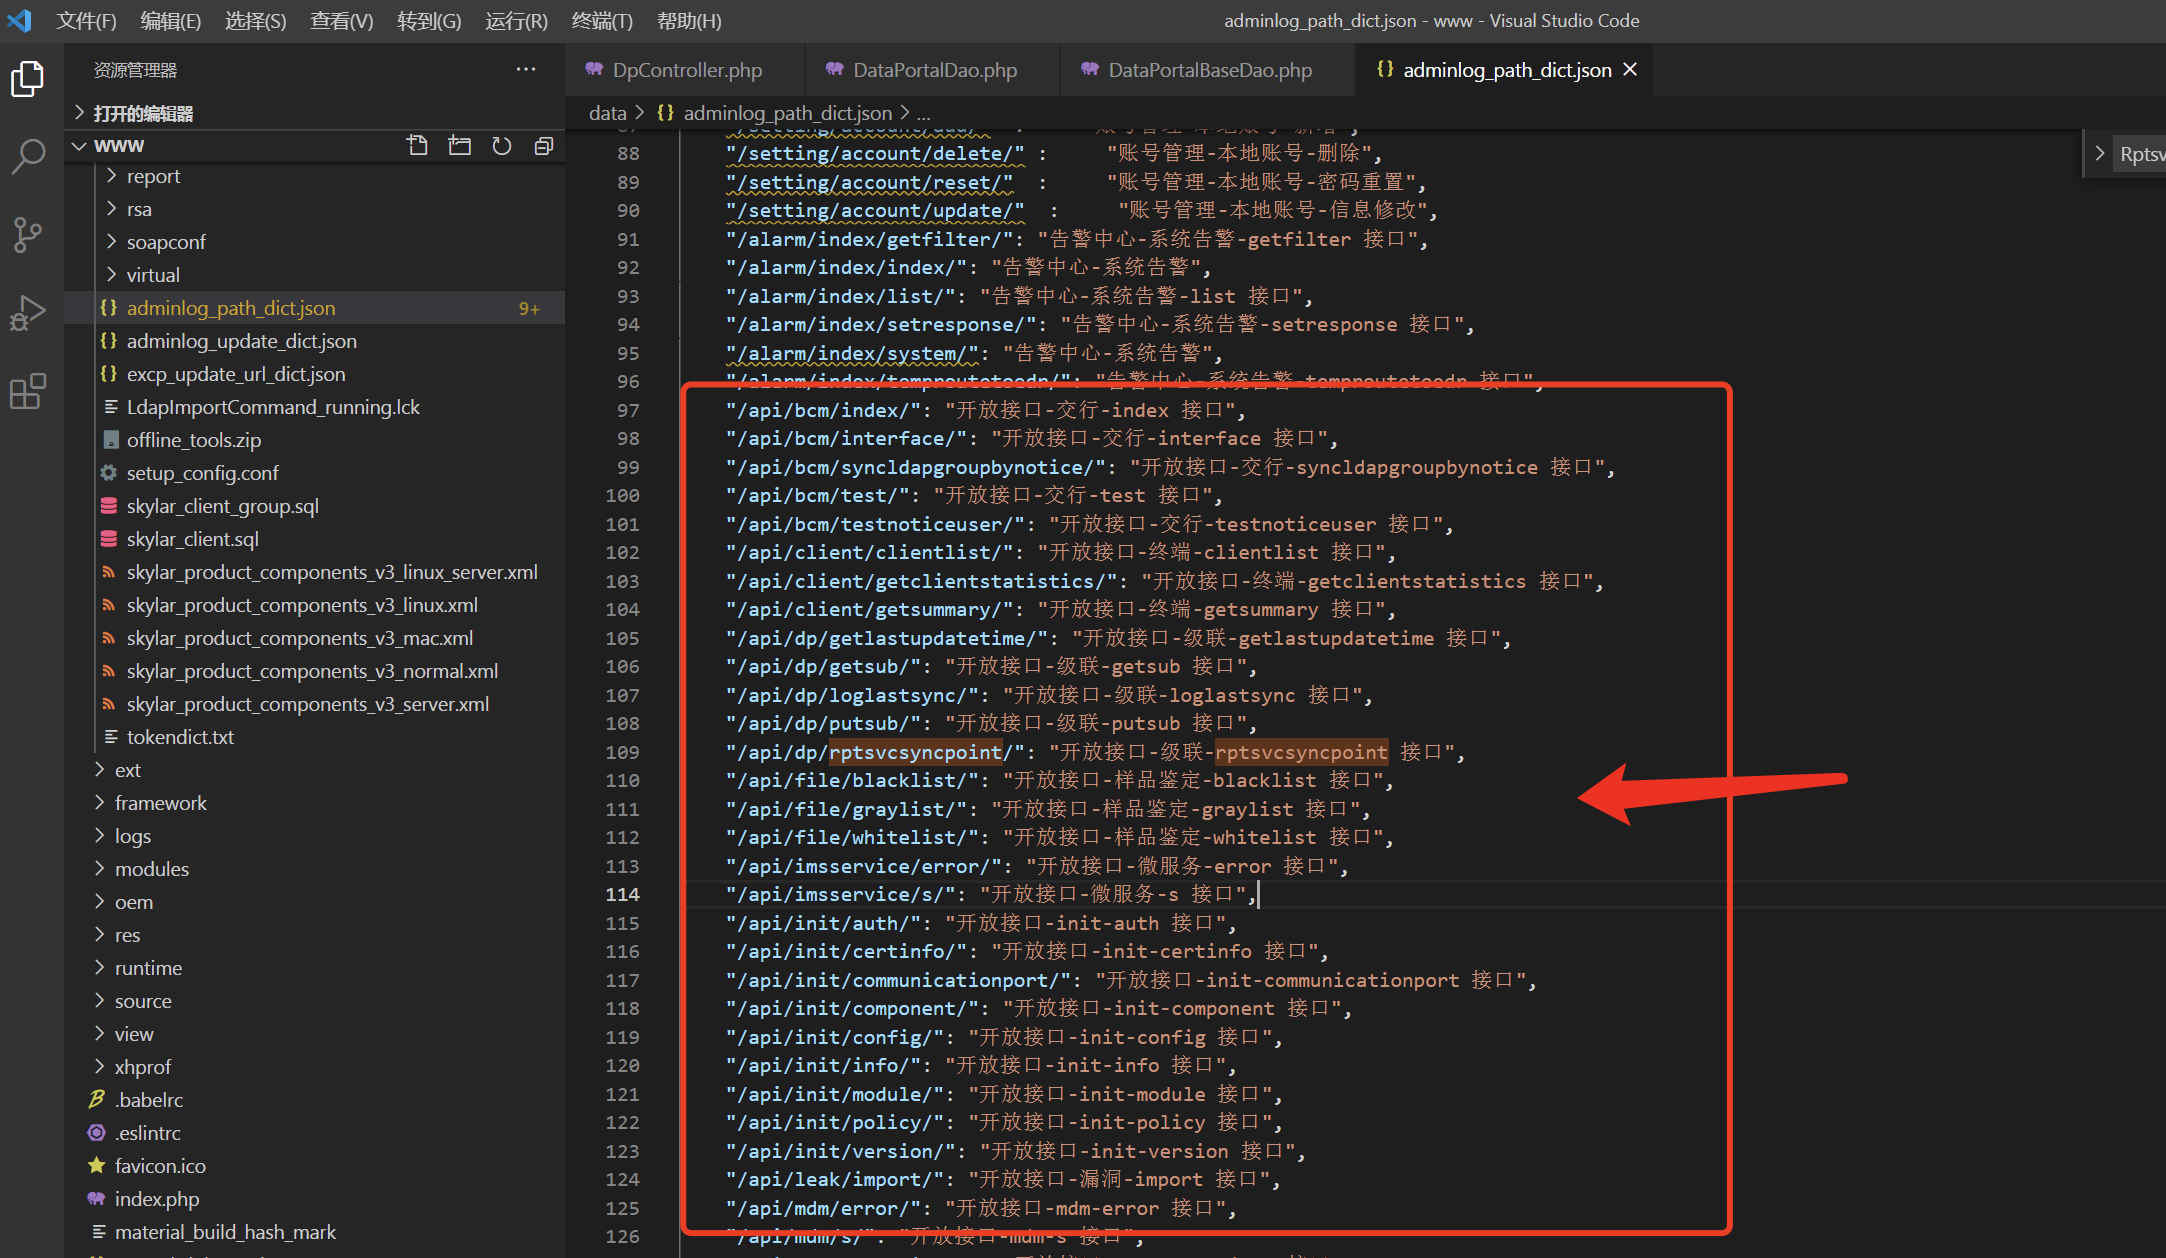 文件(F) 编辑(E) 选择(S) 查看(V) 转到(G) 运行(R) 终端(T) 帮助(H)
adminlog_path_dict.json - www - Visual Studio Code
资源管理器
打开的编辑器
WWW
report
rsa
soapconf
virtual
adminlog_path_dict.json 9+
adminlog_update_dict.json
excp_update_url_dict.json
LdapImportCommand_running.lck
offline_tools.zip
setup_config.conf
skylar_client_group.sql
skylar_client.sql
skylar_product_components_v3_linux_server.xml
skylar_product_components_v3_linux.xml
skylar_product_components_v3_mac.xml
skylar_product_components_v3_normal.xml
skylar_product_components_v3_server.xml
tokendict.txt
ext
framework
logs
modules
oem
res
runtime
source
view
xhprof
.babelrc
.eslintrc
favicon.ico
index.php
material_build_hash_mark
DpController.php DataPortalDao.php DataPortalBaseDao.php adminlog_path_dict.json
data > adminlog_path_dict.json > ...
Rptsv
88 "/setting/account/delete/" : "账号管理-本地账号-删除",
89 "/setting/account/reset/" : "账号管理-本地账号-密码重置",
90 "/setting/account/update/" : "账号管理-本地账号-信息修改",
91 "/alarm/index/getfilter/": "告警中心-系统告警-getfilter 接口",
92 "/alarm/index/index/": "告警中心-系统告警",
93 "/alarm/index/list/": "告警中心-系统告警-list 接口",
94 "/alarm/index/setresponse/": "告警中心-系统告警-setresponse 接口",
95 "/alarm/index/system/": "告警中心-系统告警",
96
97 "/api/bcm/index/": "开放接口-交行-index 接口",
98 "/api/bcm/interface/": "开放接口-交行-interface 接口",
99 "/api/bcm/syncldapgroupbynotice/": "开放接口-交行-syncldapgroupbynotice 接口",
100 "/api/bcm/test/": "开放接口-交行-test 接口",
101 "/api/bcm/testnoticeuser/": "开放接口-交行-testnoticeuser 接口",
102 "/api/client/clientlist/": "开放接口-终端-clientlist 接口",
103 "/api/client/getclientstatistics/": "开放接口-终端-getclientstatistics 接口",
104 "/api/client/getsummary/": "开放接口-终端-getsummary 接口",
105 "/api/dp/getlastupdatetime/": "开放接口-级联-getlastupdatetime 接口",
106 "/api/dp/getsub/": "开放接口-级联-getsub 接口",
107 "/api/dp/loglastsync/": "开放接口-级联-loglastsync 接口",
108 "/api/dp/putsub/": "开放接口-级联-putsub 接口",
109 "/api/dp/rptsvcsyncpoint/": "开放接口-级联-rptsvcsyncpoint 接口",
110 "/api/file/blacklist/": "开放接口-样品鉴定-blacklist 接口",
111 "/api/file/graylist/": "开放接口-样品鉴定-graylist 接口",
112 "/api/file/whitelist/": "开放接口-样品鉴定-whitelist 接口",
113 "/api/imsservice/error/": "开放接口-微服务-error 接口",
114 "/api/imsservice/s/": "开放接口-微服务-s 接口",
115 "/api/init/auth/": "开放接口-init-auth 接口",
116 "/api/init/certinfo/": "开放接口-init-certinfo 接口",
117 "/api/init/communicationport/": "开放接口-init-communicationport 接口",
118 "/api/init/component/": "开放接口-init-component 接口",
119 "/api/init/config/": "开放接口-init-config 接口",
120 "/api/init/info/": "开放接口-init-info 接口",
121 "/api/init/module/": "开放接口-init-module 接口",
122 "/api/init/policy/": "开放接口-init-policy 接口",
123 "/api/init/version/": "开放接口-init-version 接口",
124 "/api/leak/import/": "开放接口-漏洞-import 接口",
125 "/api/mdm/error/": "开放接口-mdm-error 接口",
126 "/api/mdm/s/": "开放接口-mdm-s 接口",